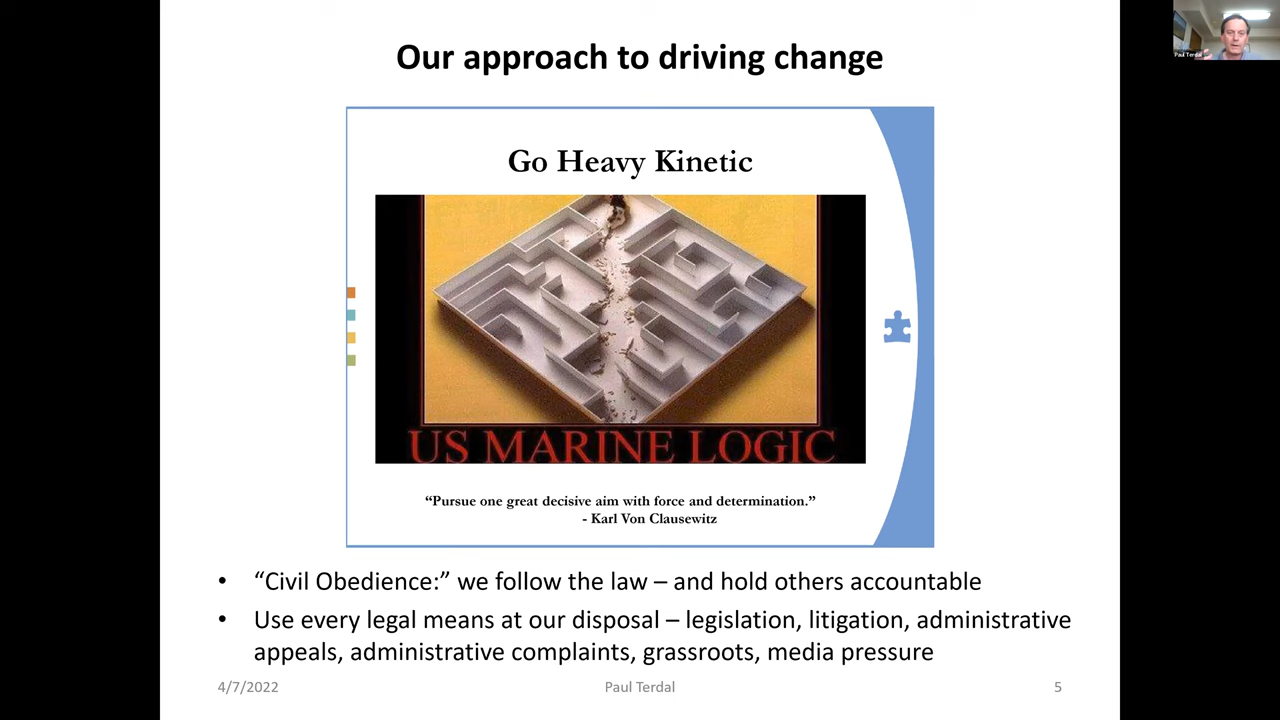 Our approach to driving change
Paul Terdal
Go Heavy Kinetic
US MARINE LOGIC
“Pursue one great decisive aim with force and determination.”
- Karl Von Clausewitz
• “Civil Obedience:” we follow the law – and hold others accountable
• Use every legal means at our disposal – legislation, litigation, administrative
appeals, administrative complaints, grassroots, media pressure
4/7/2022
Paul Terdal
5